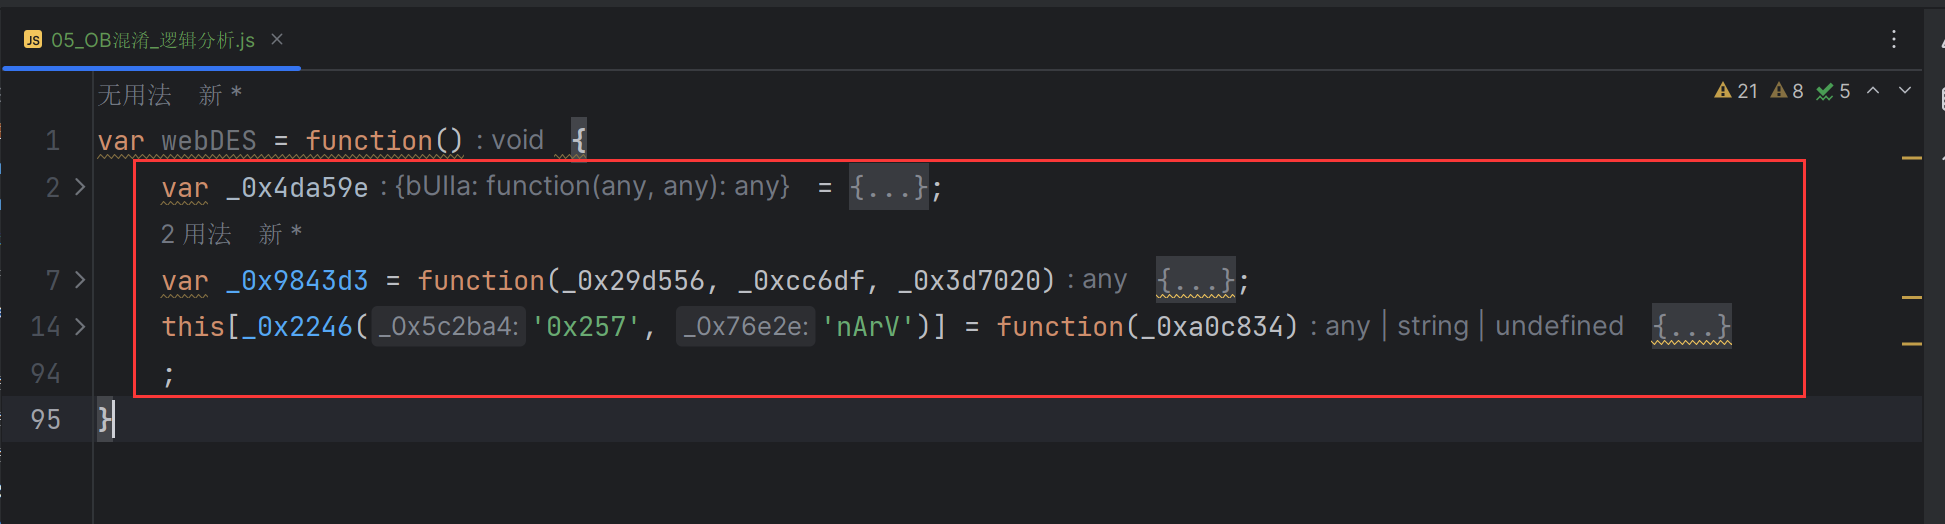 JS 05_OB混淆_逻辑分析.js ×
无用法 新 * 21 8 5
1 var webDES = function() : void {
2 var _0x4da59e : {bUlla: function(any, any): any} = {...};
2 用法 新 *
7 var _0x9843d3 = function(_0x29d556, _0xcc6df, _0x3d7020) : any {...};
14 this[_0x2246( _0x5c2ba4: '0x257', _0x76e2e: 'nArV')] = function(_0xa0c834) : any | string | undefined {...}
94 ;
95 }